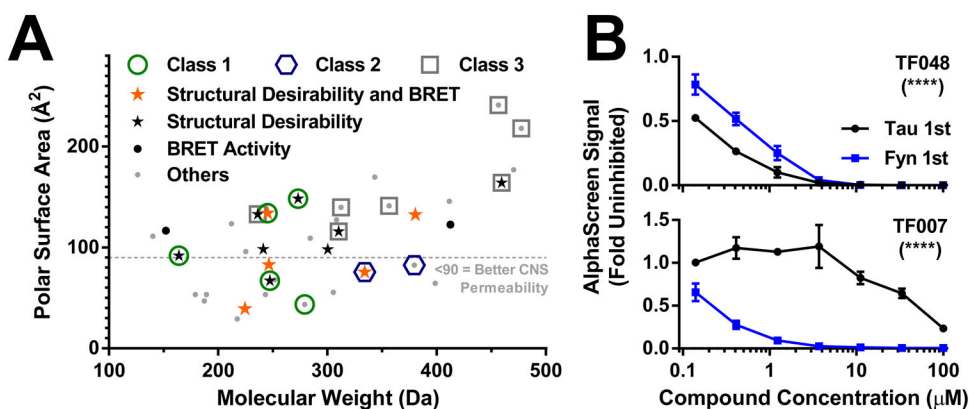 A
Class 1 Class 2 Class 3
Structural Desirability and BRET
Structural Desirability
BRET Activity
Others
<90 = Better CNS
Permeability
Polar Surface Area (Å²)
0
100
200
100 200 300 400 500
Molecular Weight (Da)
B
TF048
(****)
Tau 1st
Fyn 1st
1.0
0.5
0.0
TF007
(****)
1.5
1.0
0.5
0.0
AlphaScreen Signal
(Fold Uninhibited)
0.1 1 10 100
Compound Concentration (μM)